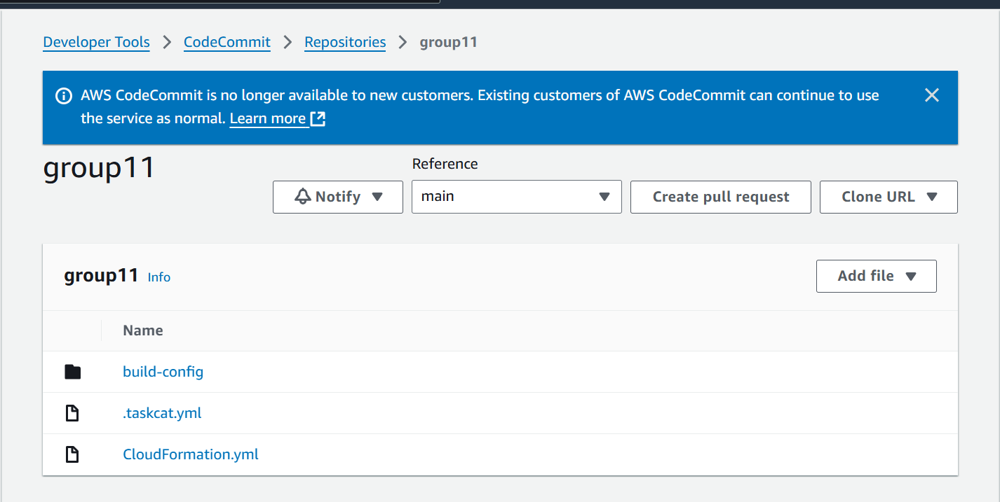 Developer Tools > CodeCommit > Repositories > group11
AWS CodeCommit is no longer available to new customers. Existing customers of AWS CodeCommit can continue to use
the service as normal. Learn more
group11
Reference
Notify
main
Create pull request
Clone URL
group11 Info
Add file
Name
build-config
.taskcat.yml
CloudFormation.yml